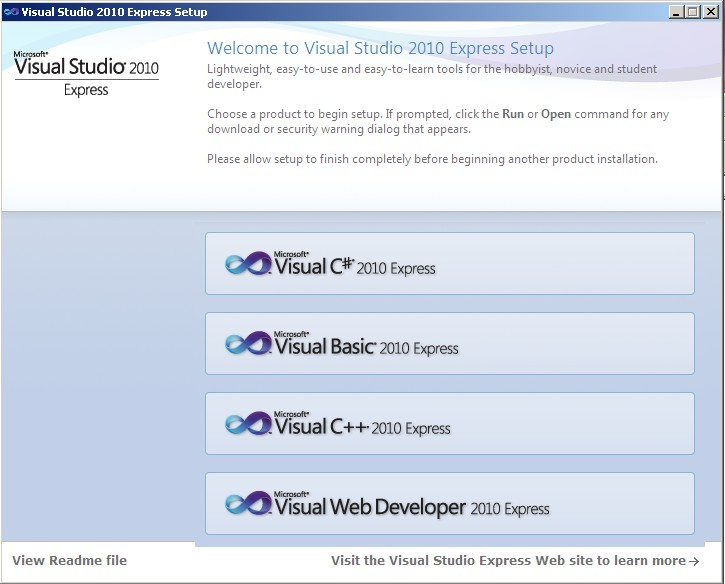 Visual Studio 2010 Express Setup
Microsoft®
Visual Studio® 2010
Express
Welcome to Visual Studio 2010 Express Setup
Lightweight, easy-to-use and easy-to-learn tools for the hobbyist, novice and student
developer.
Choose a product to begin setup. If prompted, click the Run or Open command for any
download or security warning dialog that appears.
Please allow setup to finish completely before beginning another product installation.
Microsoft®
Visual C#® 2010 Express
Microsoft®
Visual Basic® 2010 Express
Microsoft®
Visual C++® 2010 Express
Microsoft®
Visual Web Developer 2010 Express
View Readme file
Visit the Visual Studio Express Web site to learn more→